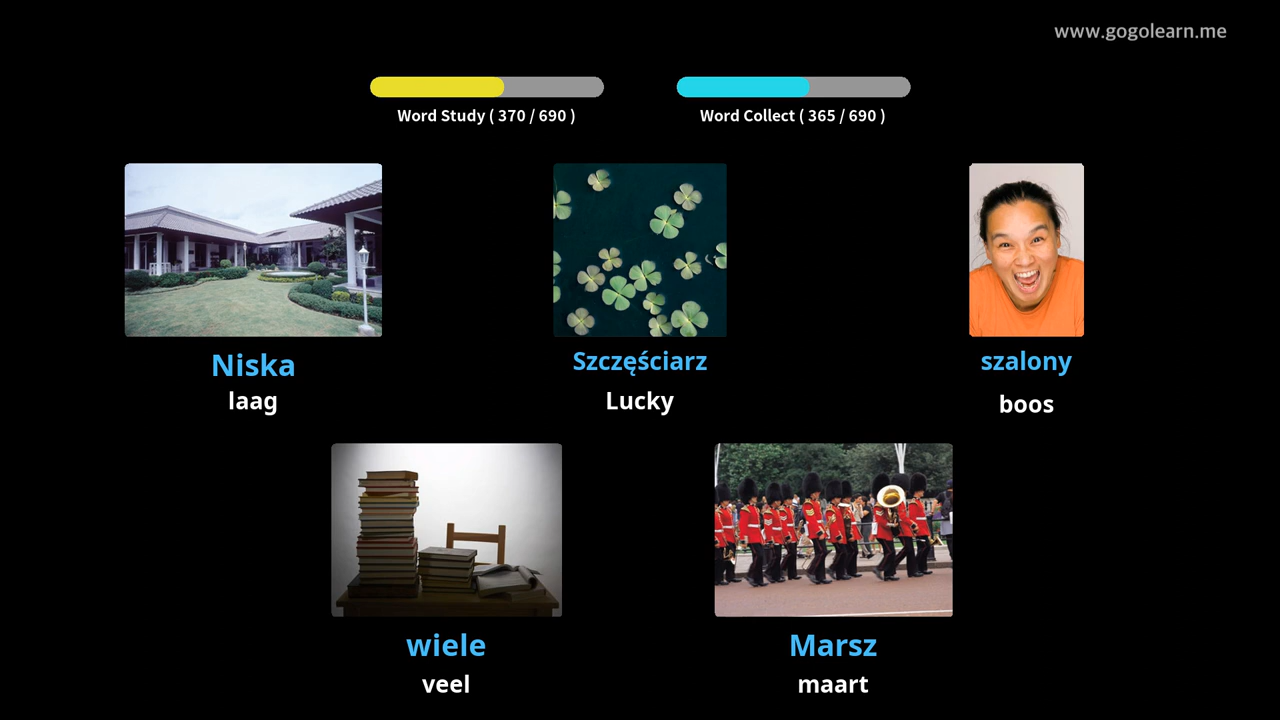 www.gogolearn.me
Word Study ( 370 / 690 )
Word Collect ( 365 / 690 )
Niska
laag
Szczęściarz
Lucky
szalony
boos
wiele
veel
Marsz
maart